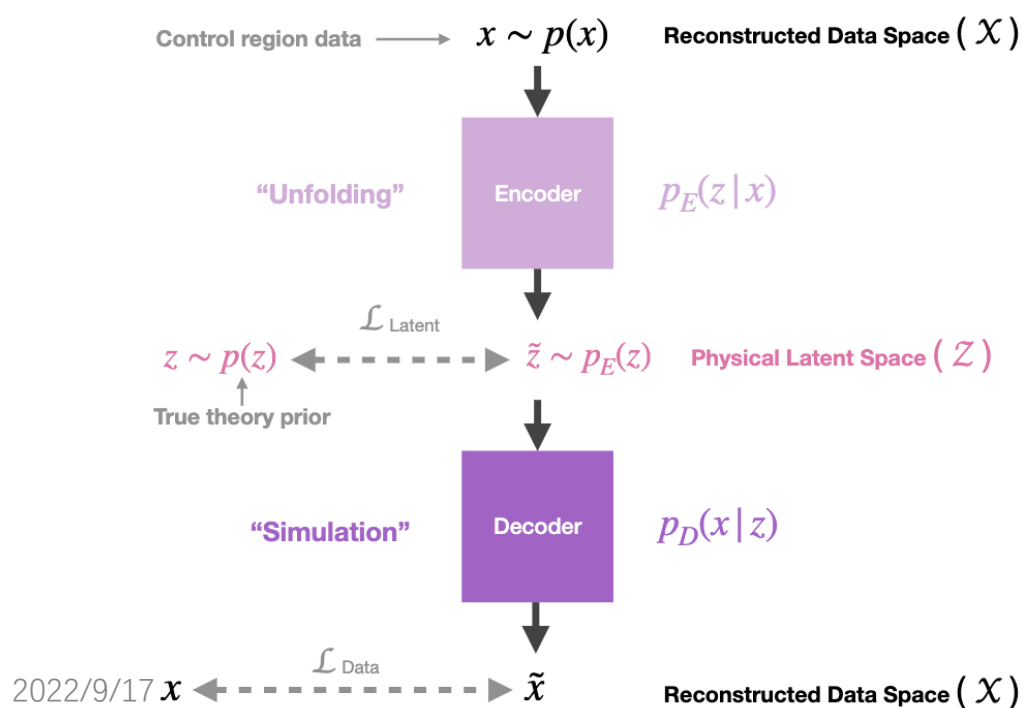 Control region data x ~ p(x) Reconstructed Data Space ( 𝒳 )
“Unfolding” Encoder p_E(z | x)
ℒ Latent
z ~ p(z) z̃ ~ p_E(z) Physical Latent Space ( 𝒵 )
True theory prior
“Simulation” Decoder p_D(x | z)
ℒ Data
2022/9/17 x x̃ Reconstructed Data Space ( 𝒳 )